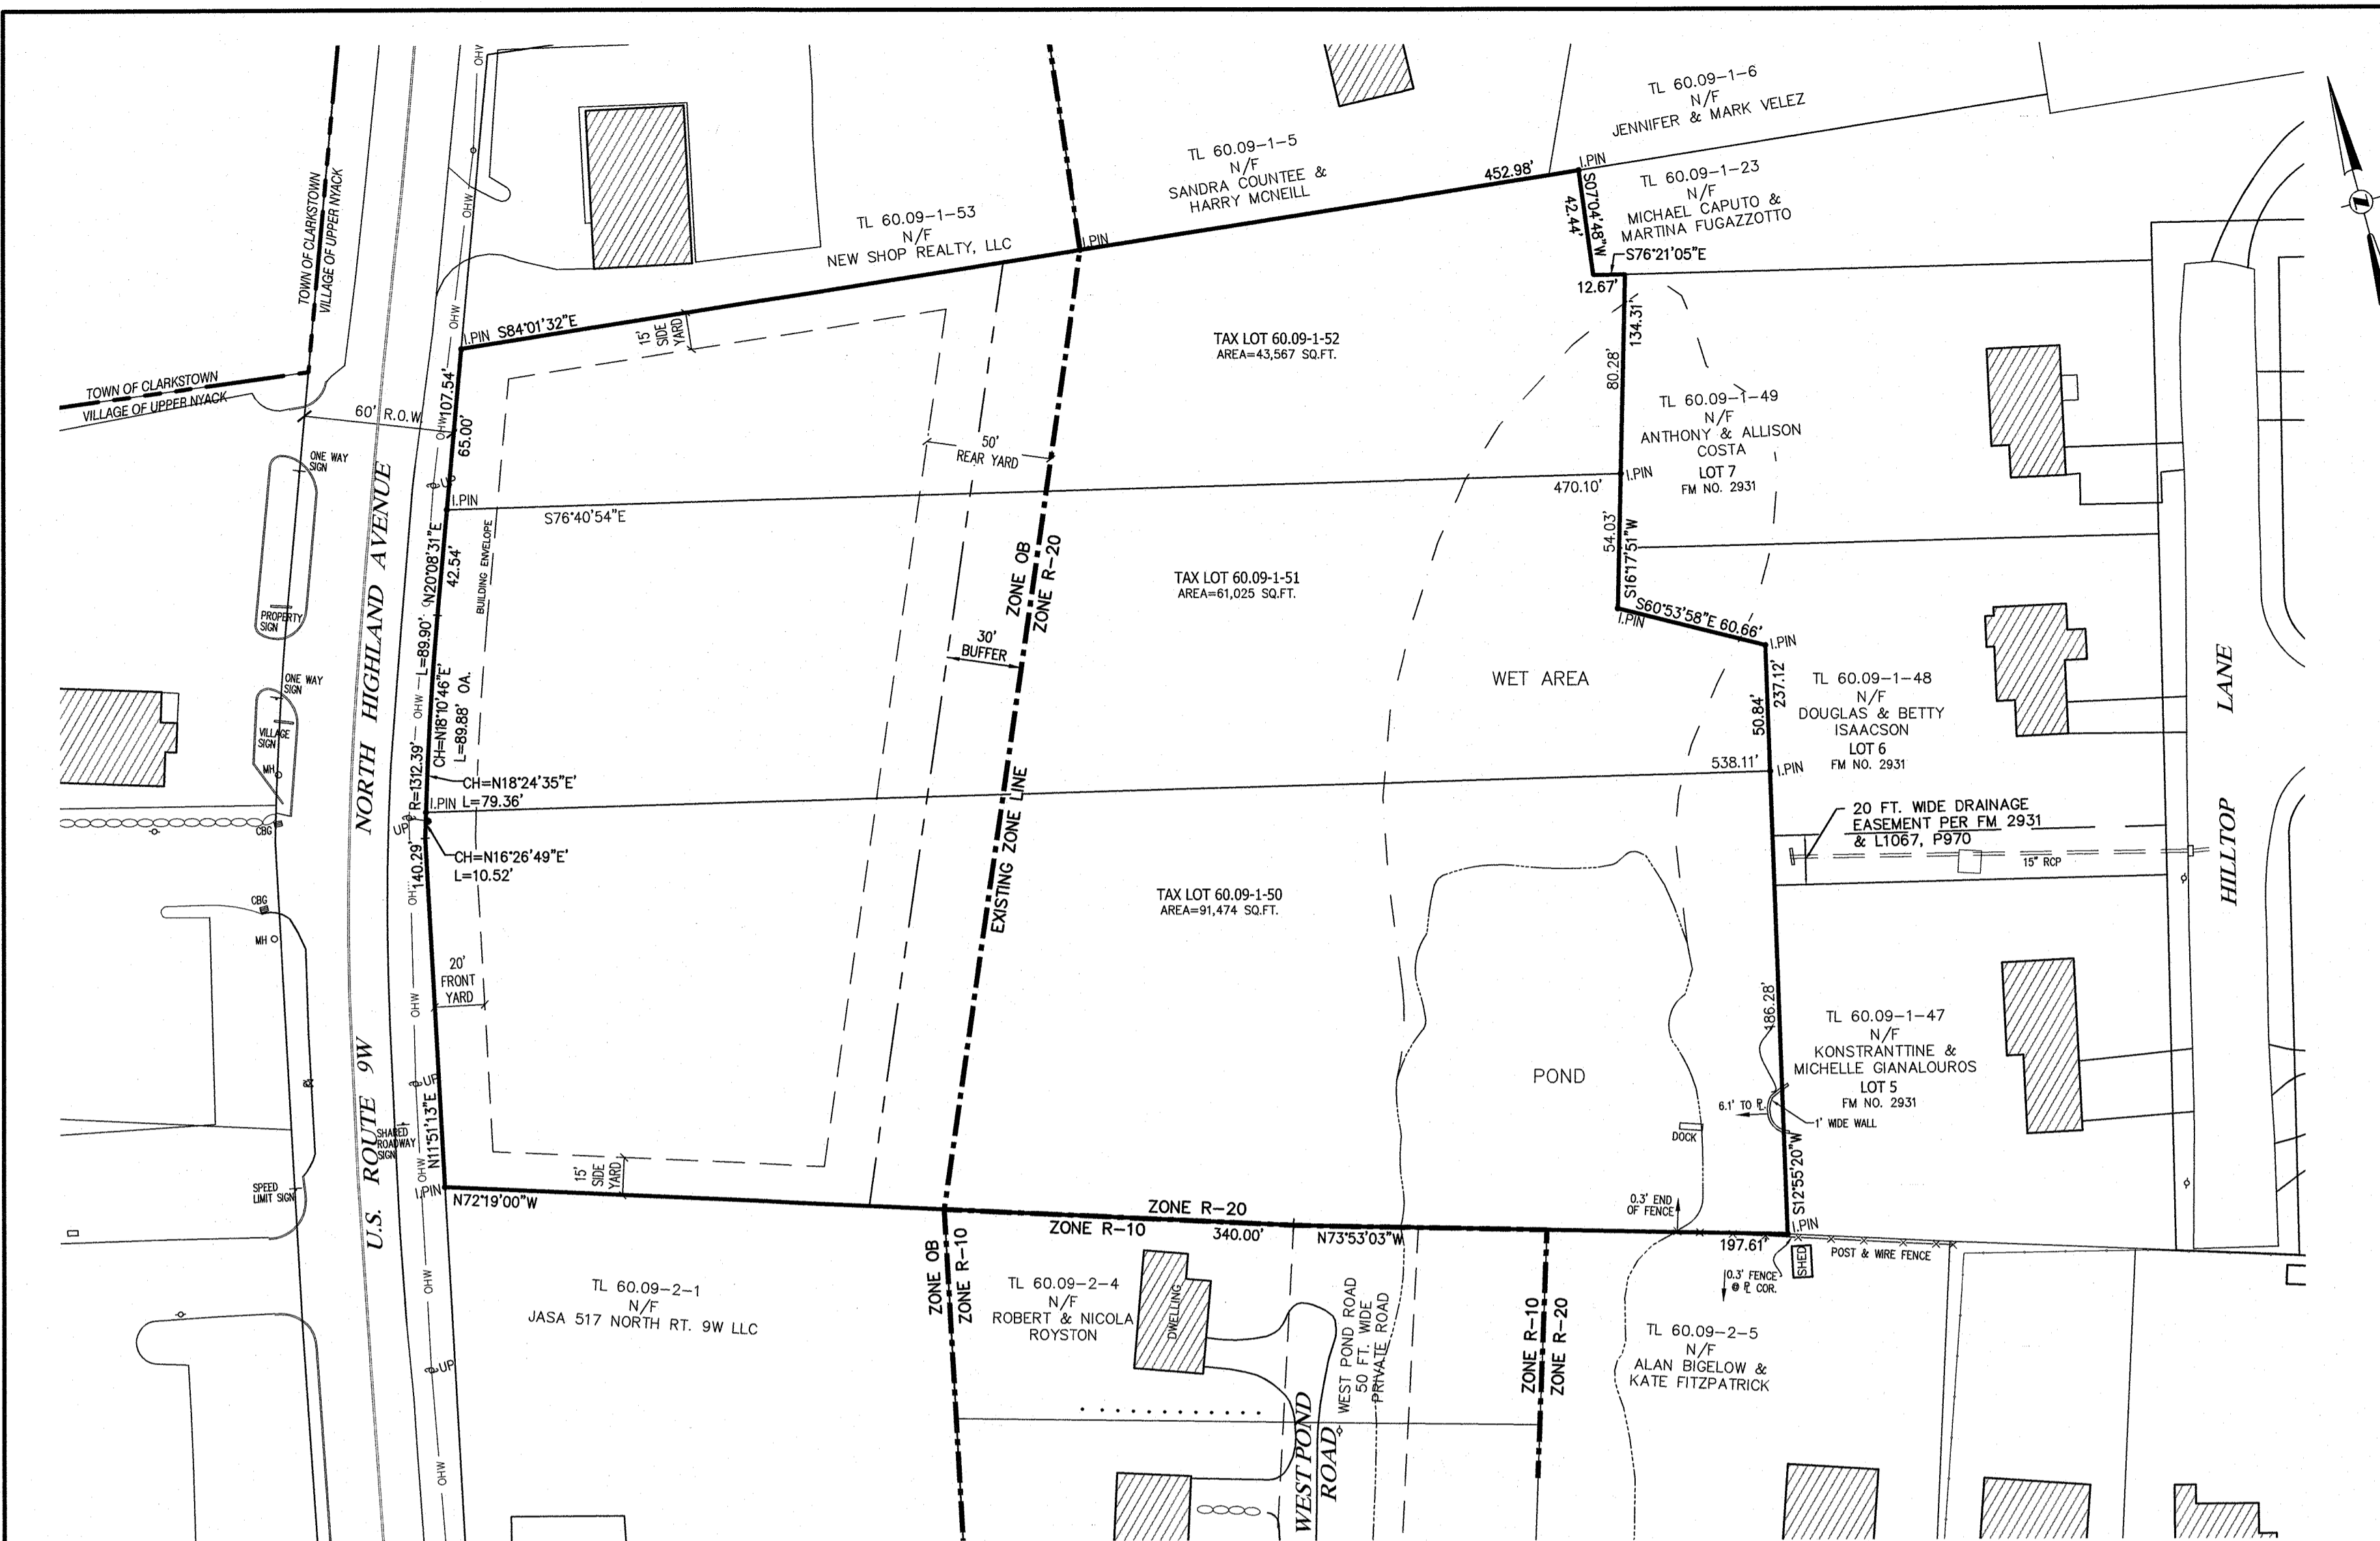 TL 60.09-1-6
N/F
JENNIFER & MARK VELEZ
TL 60.09-1-5
N/F
SANDRA COUNTEE &
HARRY MCNEILL
452.98'
I.PIN
S07°04'48"W
42.44'
TL 60.09-1-23
N/F
MICHAEL CAPUTO &
MARTINA FUGAZZOTTO
S76°21'05"E
12.67'
TL 60.09-1-53
N/F
NEW SHOP REALTY, LLC
I.PIN
OHW
OHW
OHW
OHW
TOWN OF CLARKSTOWN
VILLAGE OF UPPER NYACK
TOWN OF CLARKSTOWN
VILLAGE OF UPPER NYACK
60' R.O.W
I.PIN
S84°01'32"E
15'
SIDE
YARD
107.54'
65.00'
TAX LOT 60.09-1-52
AREA=43,567 SQ.FT.
134.31'
80.28'
TL 60.09-1-49
N/F
ANTHONY & ALLISON
COSTA
LOT 7
FM NO. 2931
50'
REAR YARD
ONE WAY
SIGN
I.PIN
S76°40'54"E
470.10'
I.PIN
54.03'
S16°17'51"W
N20°08'31"E
42.54'
BUILDING ENVELOPE
ZONE OB
ZONE R-20
TAX LOT 60.09-1-51
AREA=61,025 SQ.FT.
S60°53'58"E 60.66'
I.PIN
I.PIN
PROPERTY
SIGN
NORTH HIGHLAND AVENUE
L=89.90'
CH=N18°10'46"E'
L=89.88' OA.
OHW
R=1312.39'
30'
BUFFER
WET AREA
237.12'
50.84'
TL 60.09-1-48
N/F
DOUGLAS & BETTY
ISAACSON
LOT 6
FM NO. 2931
HILLTOP LANE
ONE WAY
SIGN
VILLAGE
SIGN
MH
CBG
UP
CH=N18°24'35"E'
L=79.36'
I.PIN
CH=N16°26'49"E'
L=10.52'
EXISTING ZONE LINE
538.11'
I.PIN
20 FT. WIDE DRAINAGE
EASEMENT PER FM 2931
& L1067, P970
15" RCP
140.29'
CBG
MH
TAX LOT 60.09-1-50
AREA=91,474 SQ.FT.
20'
FRONT
YARD
OHW
186.28'
TL 60.09-1-47
N/F
KONSTRANTTINE &
MICHELLE GIANALOUROS
LOT 5
FM NO. 2931
POND
6.1' TO PL
1' WIDE WALL
DOCK
U.S. ROUTE 9W
UP
SHARED
ROADWAY
SIGN
OHW
N11°51'13"E
SPEED
LIMIT SIGN
I.PIN
N72°19'00"W
15'
SIDE
YARD
ZONE R-20
ZONE R-10
340.00'
N73°53'03"W
0.3' END
OF FENCE
S12°55'20"W
I.PIN
197.61'
SHED
POST & WIRE FENCE
0.3' FENCE
@ PL COR.
ZONE OB
ZONE R-10
TL 60.09-2-1
N/F
JASA 517 NORTH RT. 9W LLC
TL 60.09-2-4
N/F
ROBERT & NICOLA
ROYSTON
DWELLING
WEST POND ROAD
50 FT. WIDE
PRIVATE ROAD
ZONE R-10
ZONE R-20
TL 60.09-2-5
N/F
ALAN BIGELOW &
KATE FITZPATRICK
OHW
UP
OHW
WEST POND
ROAD